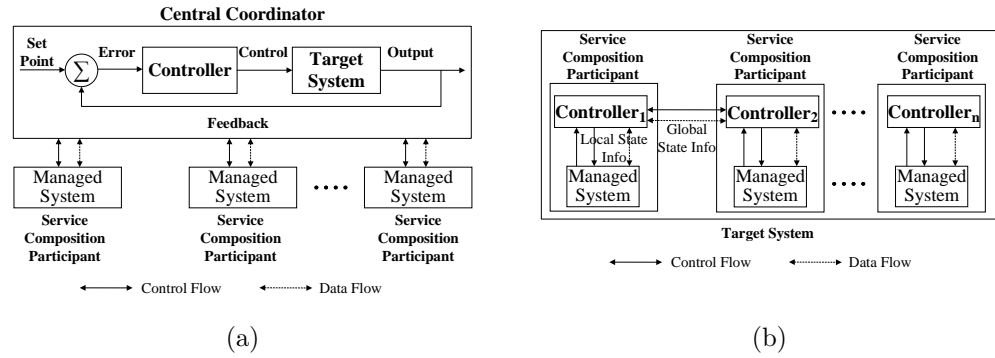 Central Coordinator
Set
Point
Error
Control
Output
∑
Controller
Target
System
Feedback
Managed
System
Managed
System
Managed
System
Service
Composition
Participant
Service
Composition
Participant
Service
Composition
Participant
Control Flow
Data Flow
(a)
Service
Composition
Participant
Service
Composition
Participant
Service
Composition
Participant
Controller1
Controller2
Controllern
Local State
Info
Global
State Info
Managed
System
Managed
System
Managed
System
Target System
Control Flow
Data Flow
(b)